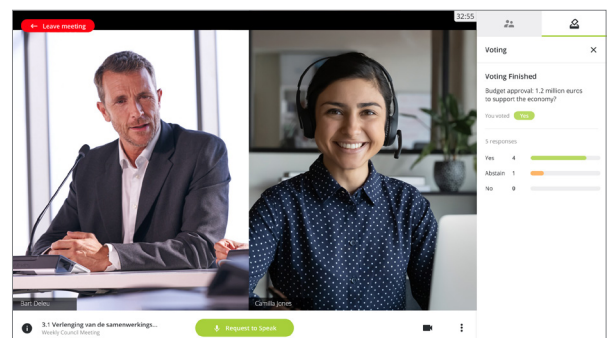 ← Leave meeting
32:55
Bart Deleu
Camilla Jones
3.1 Verlenging van de samenwerkings...
Weekly Council Meeting
Request to Speak
Voting
Voting Finished
Budget approval: 1.2 million euros
to support the economy?
You voted Yes
5 responses
Yes 4
Abstain 1
No 0